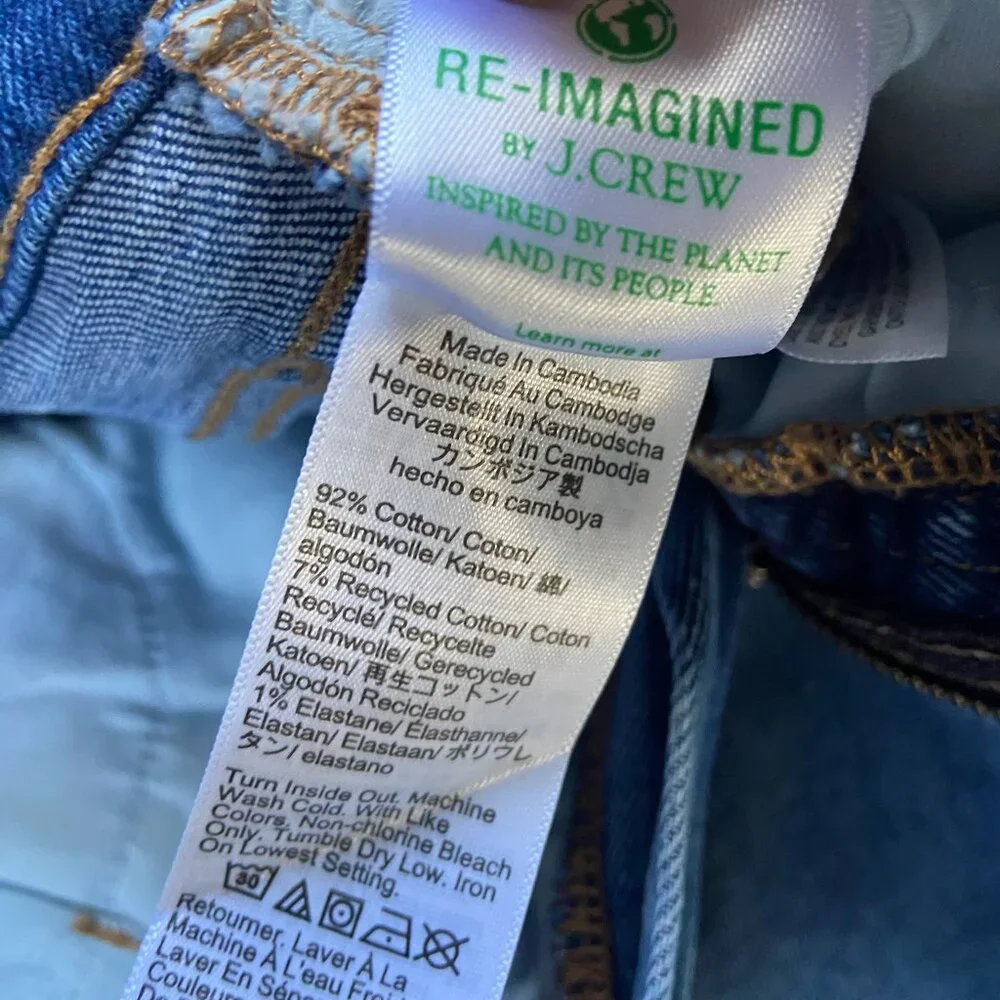 RE-IMAGINED
BY J.CREW
INSPIRED BY THE PLANET
AND ITS PEOPLE.
Learn more at
Made In Cambodia
Fabriqué Au Cambodge
Hergestellt In Kambodscha
Vervaardigd In Cambodja
カンボジア製
hecho en camboya
92% Cotton/ Coton/
Baumwolle/ Katoen/ 綿/
algodón
7% Recycled Cotton/ Coton
Recyclé/ Recycelte
Baumwolle/ Gerecycled
Katoen/ 再生コットン/
Algodón Reciclado
1% Elastane/ Élasthanne/
Elastan/ Elastaan/ ポリウレ
タン/ elastano
Turn Inside Out. Machine
Wash Cold. With Like
Colors. Non-chlorine Bleach
Only. Tumble Dry Low. Iron
On Lowest Setting.
30
Retourner. Laver À La
Machine À L'eau
Laver En